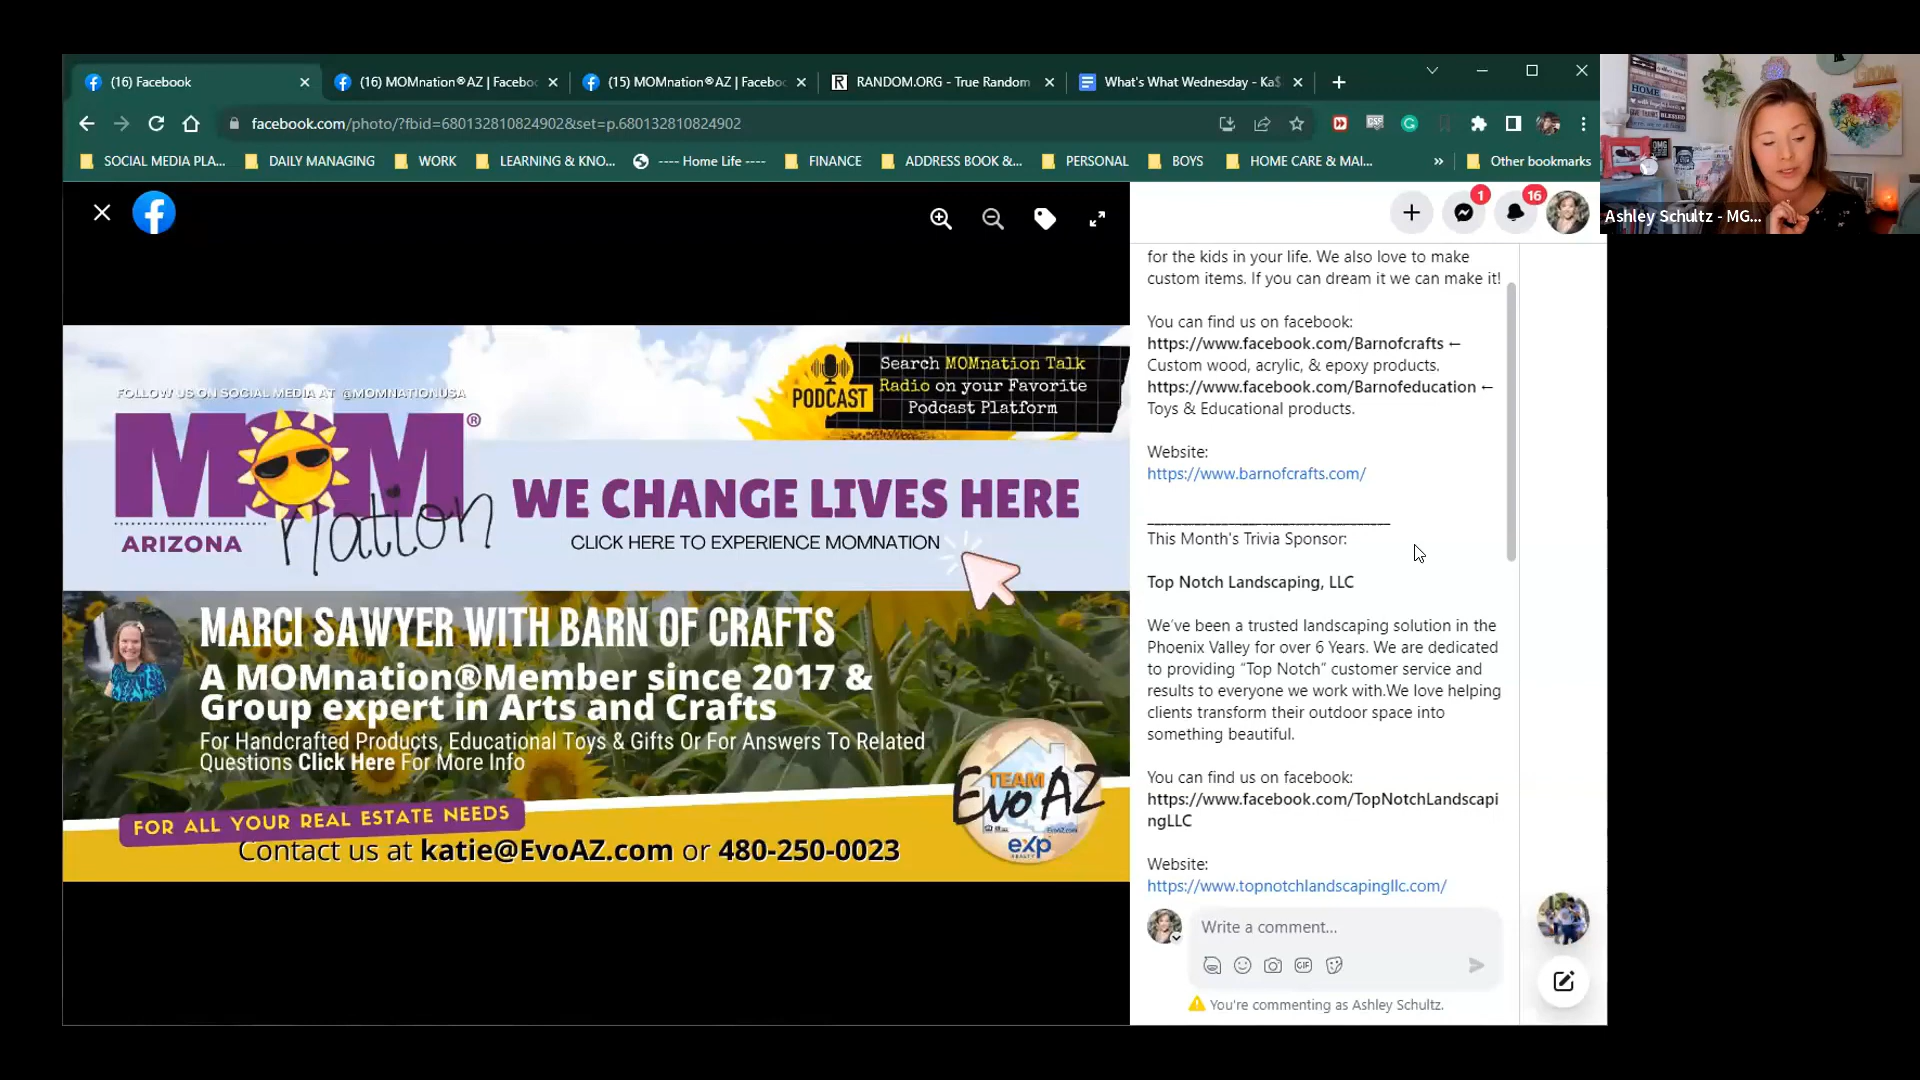 (16) Facebook
(16) MOMnation®AZ | Facebo
(15) MOMnation®AZ | Faceboo
RANDOM.ORG - True Random
What's What Wednesday - Ka$
facebook.com/photo/?fbid=680132810824902&set=p.680132810824902
SOCIAL MEDIA PLA...
DAILY MANAGING
WORK
LEARNING & KNO...
---- Home Life ----
FINANCE
ADDRESS BOOK &...
PERSONAL
BOYS
HOME CARE & MAI...
»
Other bookmarks
Ashley Schultz - MG...
1
16
FOLLOW US ON SOCIAL MEDIA AT @MOMNATIONUSA
MOM®
nation
ARIZONA
PODCAST
Search MOMnation Talk
Radio on your Favorite
Podcast Platform
WE CHANGE LIVES HERE
CLICK HERE TO EXPERIENCE MOMNATION
MARCI SAWYER WITH BARN OF CRAFTS
A MOMnation®Member since 2017 &
Group expert in Arts and Crafts
For Handcrafted Products, Educational Toys & Gifts Or For Answers To Related
Questions Click Here For More Info
TEAM
EvoAZ
exp
FOR ALL YOUR REAL ESTATE NEEDS
Contact us at katie@EvoAZ.com or 480-250-0023
for the kids in your life. We also love to make
custom items. If you can dream it we can make it!
You can find us on facebook:
https://www.facebook.com/Barnofcrafts ←
Custom wood, acrylic, & epoxy products.
https://www.facebook.com/Barnofeducation ←
Toys & Educational products.
Website:
https://www.barnofcrafts.com/
This Month's Trivia Sponsor:
Top Notch Landscaping, LLC
We've been a trusted landscaping solution in the
Phoenix Valley for over 6 Years. We are dedicated
to providing “Top Notch” customer service and
results to everyone we work with.We love helping
clients transform their outdoor space into
something beautiful.
You can find us on facebook:
https://www.facebook.com/TopNotchLandscapi
ngLLC
Website:
https://www.topnotchlandscapingllc.com/
Write a comment...
GIF
You're commenting as Ashley Schultz.